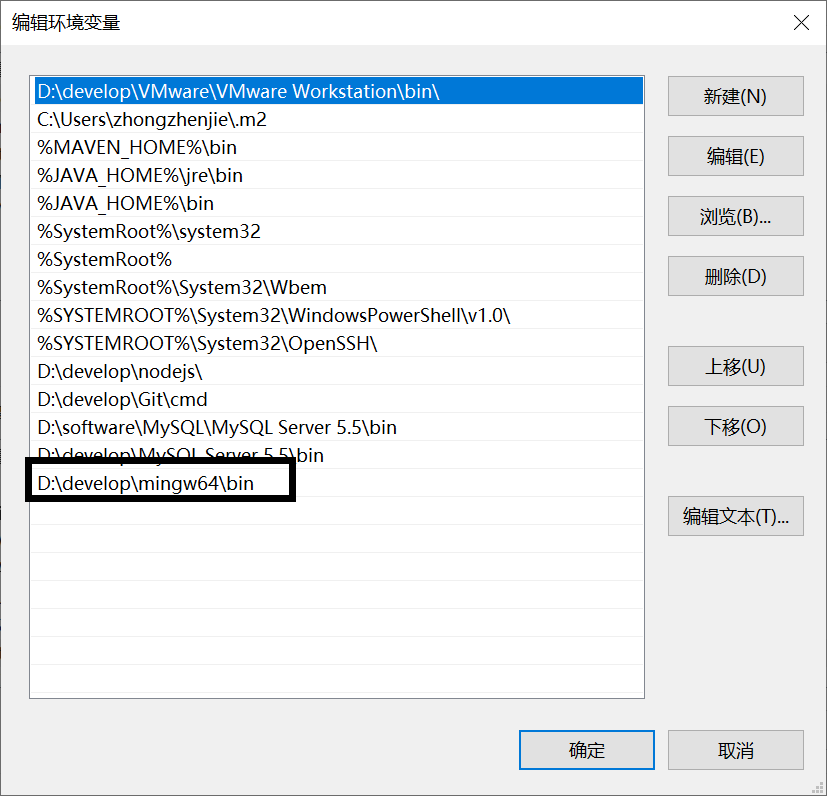 编辑环境变量
D:\develop\VMware\VMware Workstation\bin\
C:\Users\zhongzhenjie\.m2
%MAVEN_HOME%\bin
%JAVA_HOME%\jre\bin
%JAVA_HOME%\bin
%SystemRoot%\system32
%SystemRoot%
%SystemRoot%\System32\Wbem
%SYSTEMROOT%\System32\WindowsPowerShell\v1.0\
%SYSTEMROOT%\System32\OpenSSH\
D:\develop\nodejs\
D:\develop\Git\cmd
D:\software\MySQL\MySQL Server 5.5\bin
D:\develop\MySQL Server 5.5\bin
D:\develop\mingw64\bin
新建(N)
编辑(E)
浏览(B)...
删除(D)
上移(U)
下移(O)
编辑文本(T)...
确定
取消